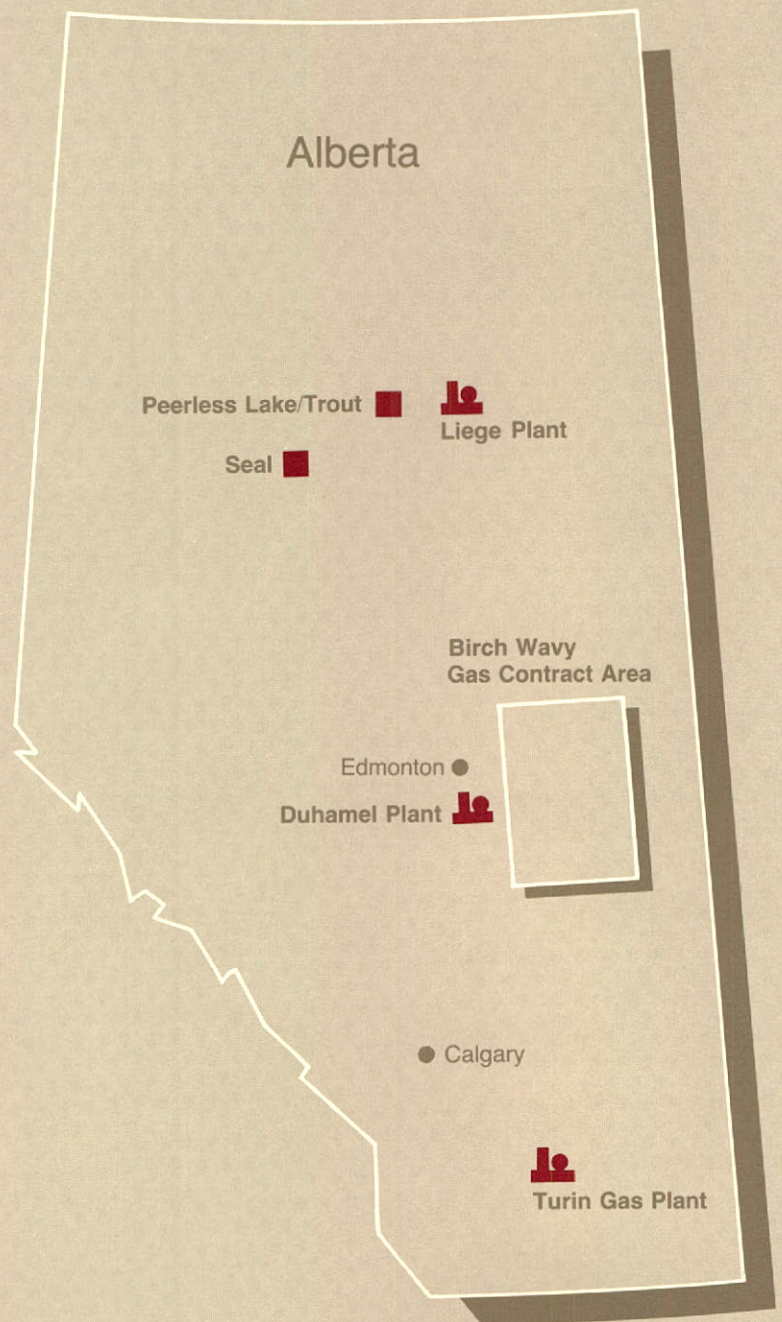 Alberta
Peerless Lake/Trout
Liege Plant
Seal
Birch Wavy
Gas Contract Area
Edmonton
Duhamel Plant
Calgary
Turin Gas Plant